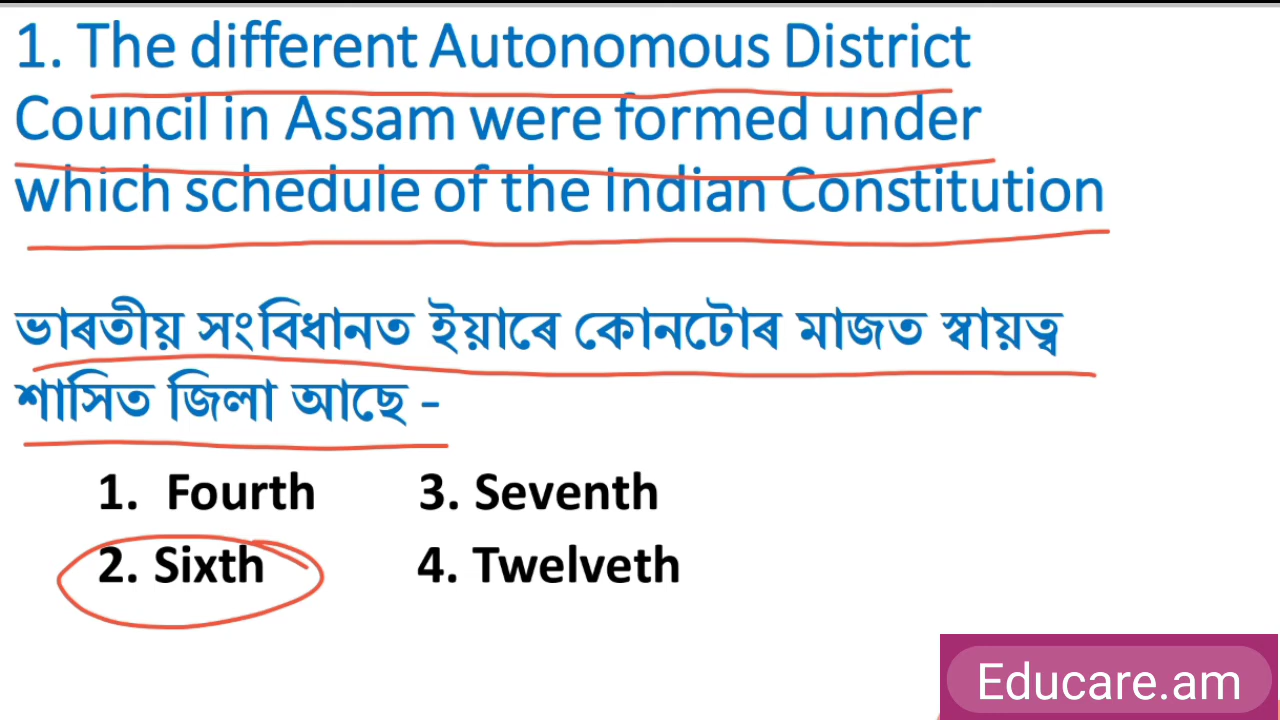 1. The different Autonomous District
Council in Assam were formed under
which schedule of the Indian Constitution
ভাৰতীয় সংবিধানত ইয়াৰে কোনটোৰ মাজত স্বায়ত্ব
শাসিত জিলা আছে -
1. Fourth 3. Seventh
2. Sixth 4. Twelveth
Educare.am